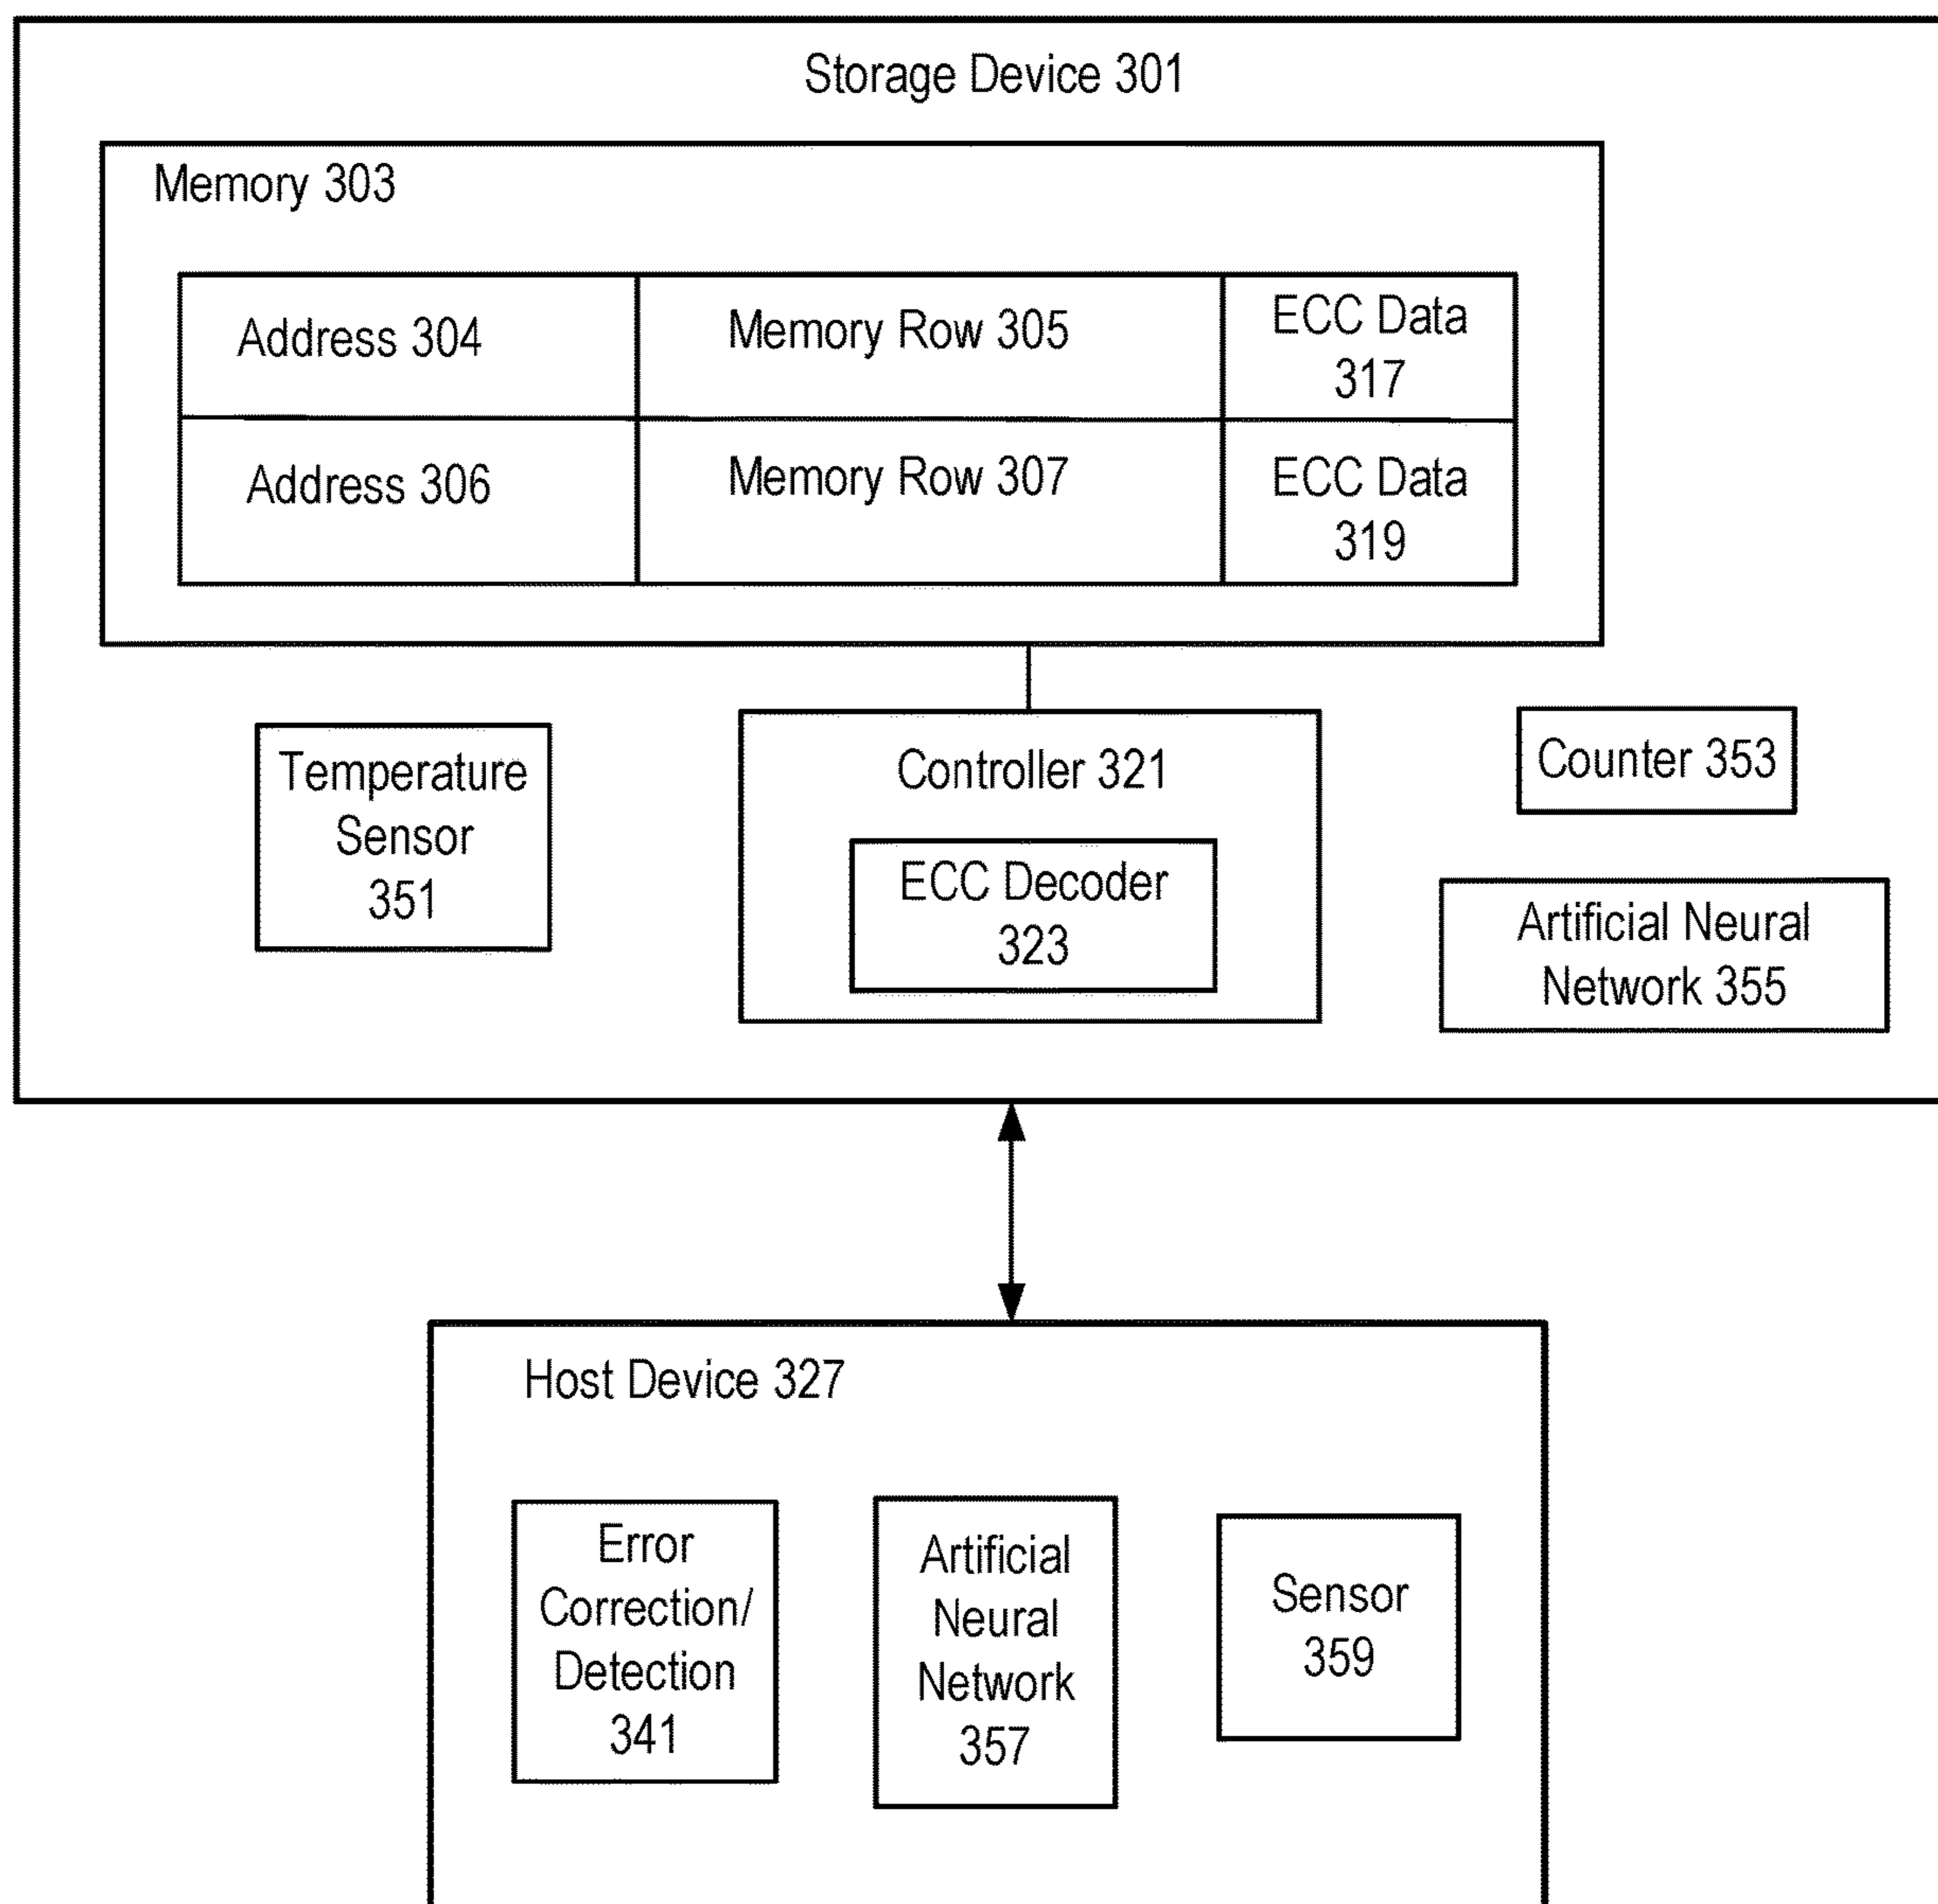 Storage Device 301
Memory 303
Address 304
Memory Row 305
ECC Data
317
Address 306
Memory Row 307
ECC Data
319
Temperature
Sensor
351
Controller 321
ECC Decoder
323
Counter 353
Artificial Neural
Network 355
Host Device 327
Error
Correction/
Detection
341
Artificial
Neural
Network
357
Sensor
359